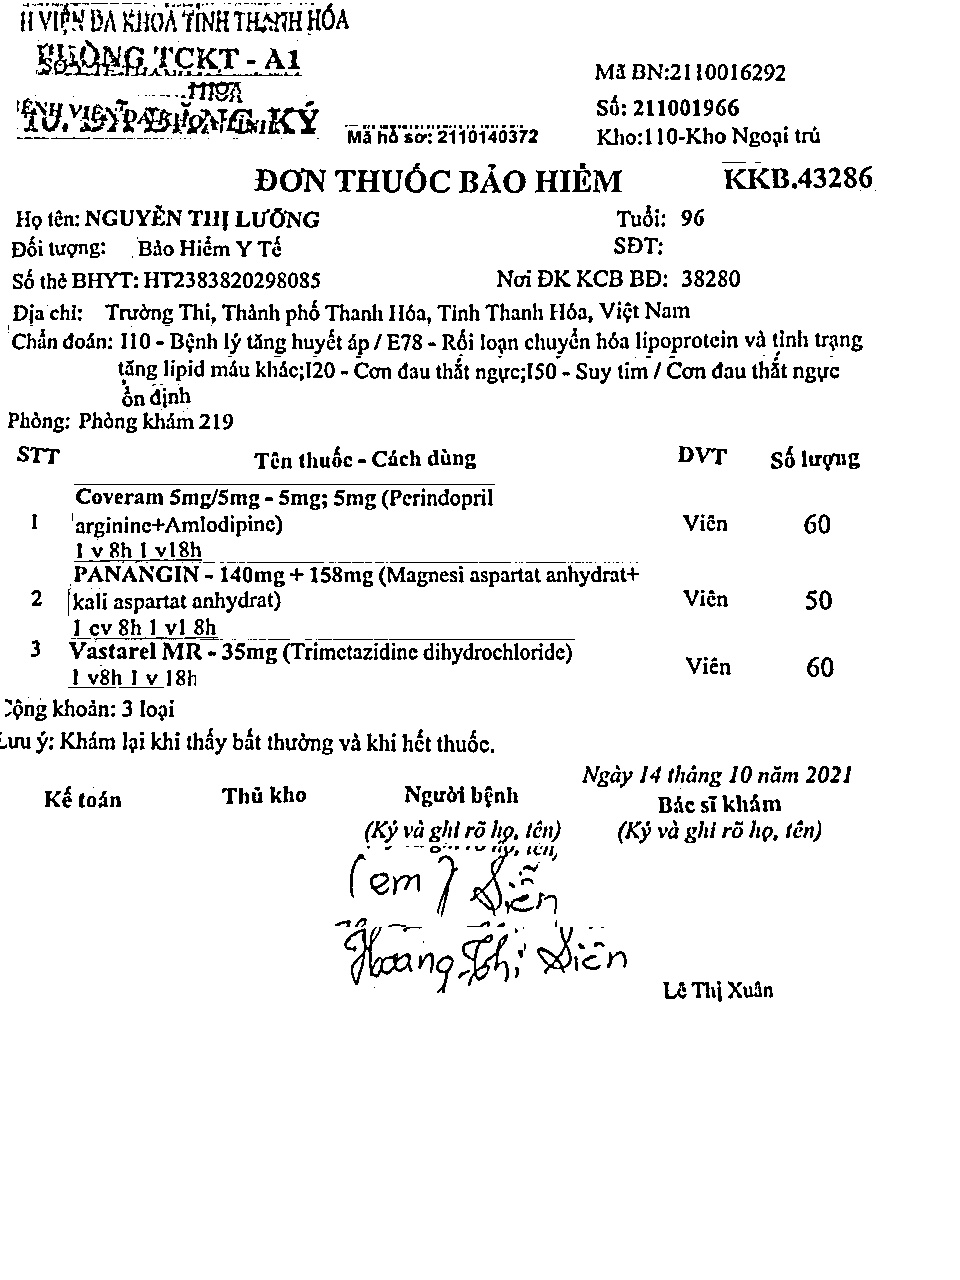 H VIỆN ĐA KHOA TỈNH THANH HÓA
PHÒNG TCKT - A1
HÓA
KÝ
Mã hồ sơ: 2110140372
Mã BN:2110016292
Số: 211001966
Kho:110-Kho Ngoại trú
ĐƠN THUỐC BẢO HIỂM
KKB.43286
Họ tên: NGUYỄN THỊ LƯỠNG
Tuổi: 96
Đối tượng: Bảo Hiểm Y Tế
SĐT:
Số thẻ BHYT: HT2383820298085
Nơi ĐK KCB BĐ: 38280
Địa chỉ: Trường Thi, Thành phố Thanh Hóa, Tỉnh Thanh Hóa, Việt Nam
Chẩn đoán: I10 - Bệnh lý tăng huyết áp / E78 - Rối loạn chuyển hóa lipoprotein và tình trạng
tăng lipid máu khác;I20 - Cơn đau thắt ngực;I50 - Suy tim / Cơn đau thắt ngực
ổn định
Phòng: Phòng khám 219
STT Tên thuốc - Cách dùng DVT Số lượng
Coveram 5mg/5mg - 5mg; 5mg (Perindopril
1 arginine+Amlodipine) Viên 60
1 v 8h 1 v18h
PANANGIN - 140mg + 158mg (Magnesi aspartat anhydrat+
2 kali aspartat anhydrat) Viên 50
1 cv 8h 1 v1 8h
3 Vastarel MR - 35mg (Trimetazidine dihydrochloride) Viên 60
1 v8h 1 v 18h
Cộng khoản: 3 loại
Lưu ý: Khám lại khi thấy bất thường và khi hết thuốc.
Ngày 14 tháng 10 năm 2021
Kế toán Thủ kho Người bệnh Bác sĩ khám
(Ký và ghi rõ họ, tên) (Ký và ghi rõ họ, tên)
(em)
Hoàng Thị
Lê Thị Xuân